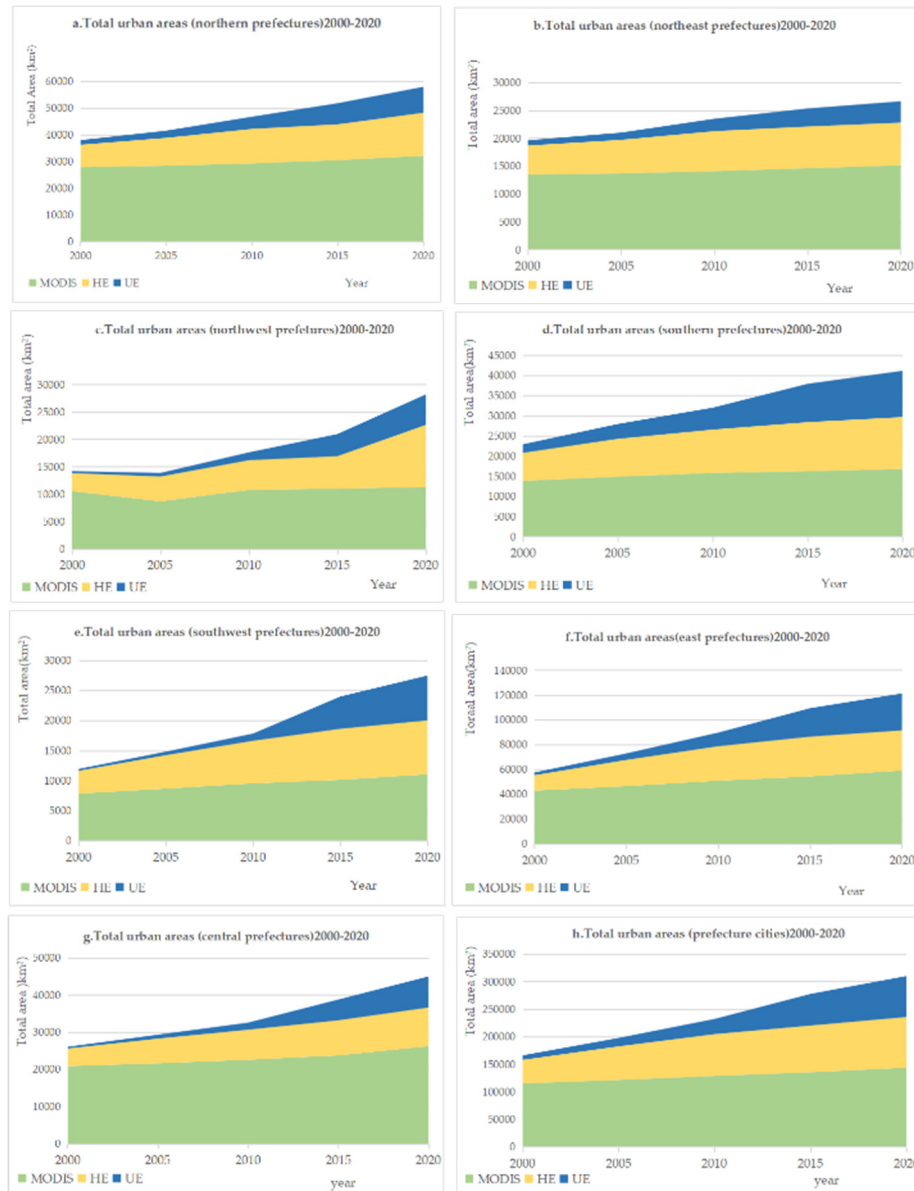 a.Total urban areas (northern prefectures)2000-2020
Total Area (km²)
60000
50000
40000
30000
20000
10000
0
2000 2005 2010 2015 2020
MODIS HE UE Year
b.Total urban areas (northeast prefectures)2000-2020
Total area (km²)
30000
25000
20000
15000
10000
5000
0
2000 2005 2010 2015 2020
MODIS HE UE Year
c.Total urban areas (northwest prefetures)2000-2020
Total area (km²)
30000
25000
20000
15000
10000
5000
0
2000 2005 2010 2015 2020
MODIS HE UE Year
d.Total urban areas (southern prefectures)2000-2020
Total area(km²)
45000
40000
35000
30000
25000
20000
15000
10000
5000
0
2000 2005 2010 2015 2020
MODIS HE UE Year
e.Total urban areas (southwest prefectures)2000-2020
Total area(km²)
30000
25000
20000
15000
10000
5000
0
2000 2005 2010 2015 2020
MODIS HE UE Year
f.Total urban areas(east prefectures)2000-2020
Toraal area(km²)
140000
120000
100000
80000
60000
40000
20000
0
2000 2005 2010 2015 2020
MODIS HE UE Year
g.Total urban areas (central prefectures)2000-2020
Total area )km²)
50000
40000
30000
20000
10000
0
2000 2005 2010 2015 2020
MODIS HE UE year
h.Total urban areas (prefecture cities)2000-2020
Total area (km²)
350000
300000
250000
200000
150000
100000
50000
0
2000 2005 2010 2015 2020
MODIS HE UE year